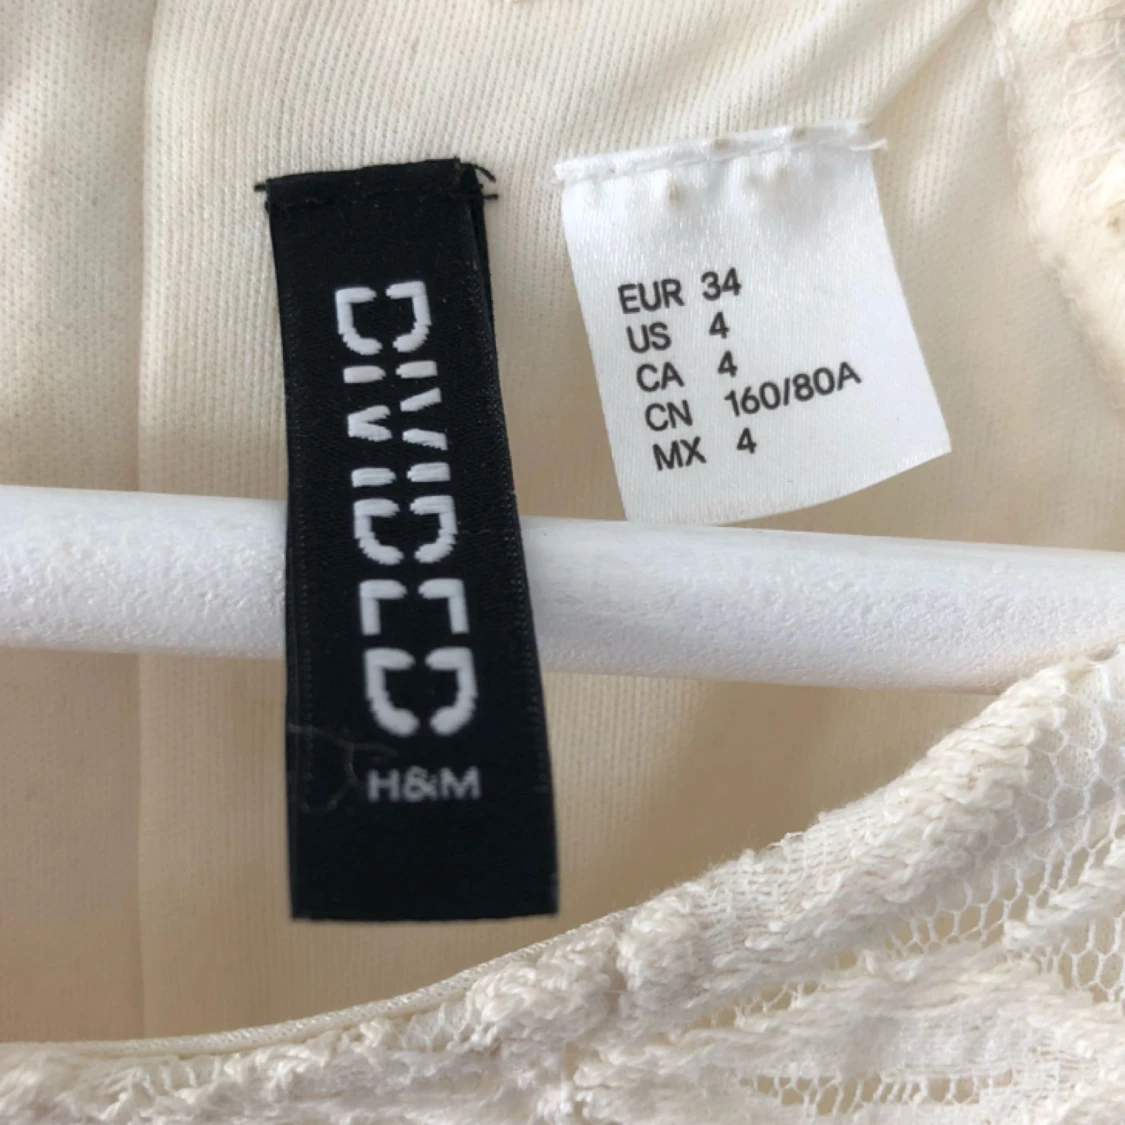 DIVIDED
H&M
EUR 34
US 4
CA 4
CN 160/80A
MX 4